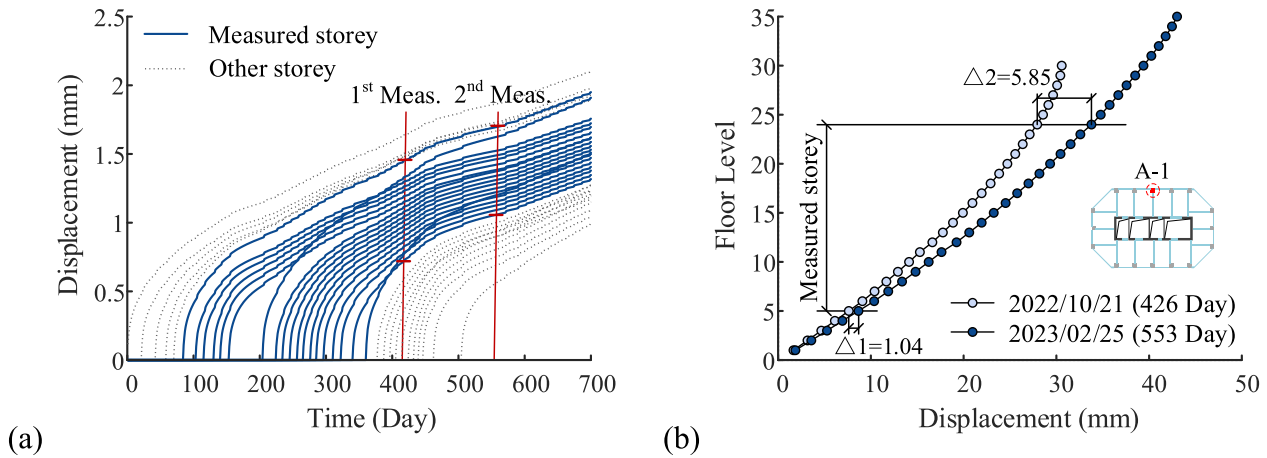 2.5
2
1.5
1
0.5
0
Displacement (mm)
Measured storey
Other storey
1st Meas. 2nd Meas.
0 100 200 300 400 500 600 700
Time (Day)
(a)
35
30
25
20
15
10
5
0
Floor Level
△2=5.85
Measured storey
A-1
2022/10/21 (426 Day)
2023/02/25 (553 Day)
△1=1.04
0 10 20 30 40 50
Displacement (mm)
(b)